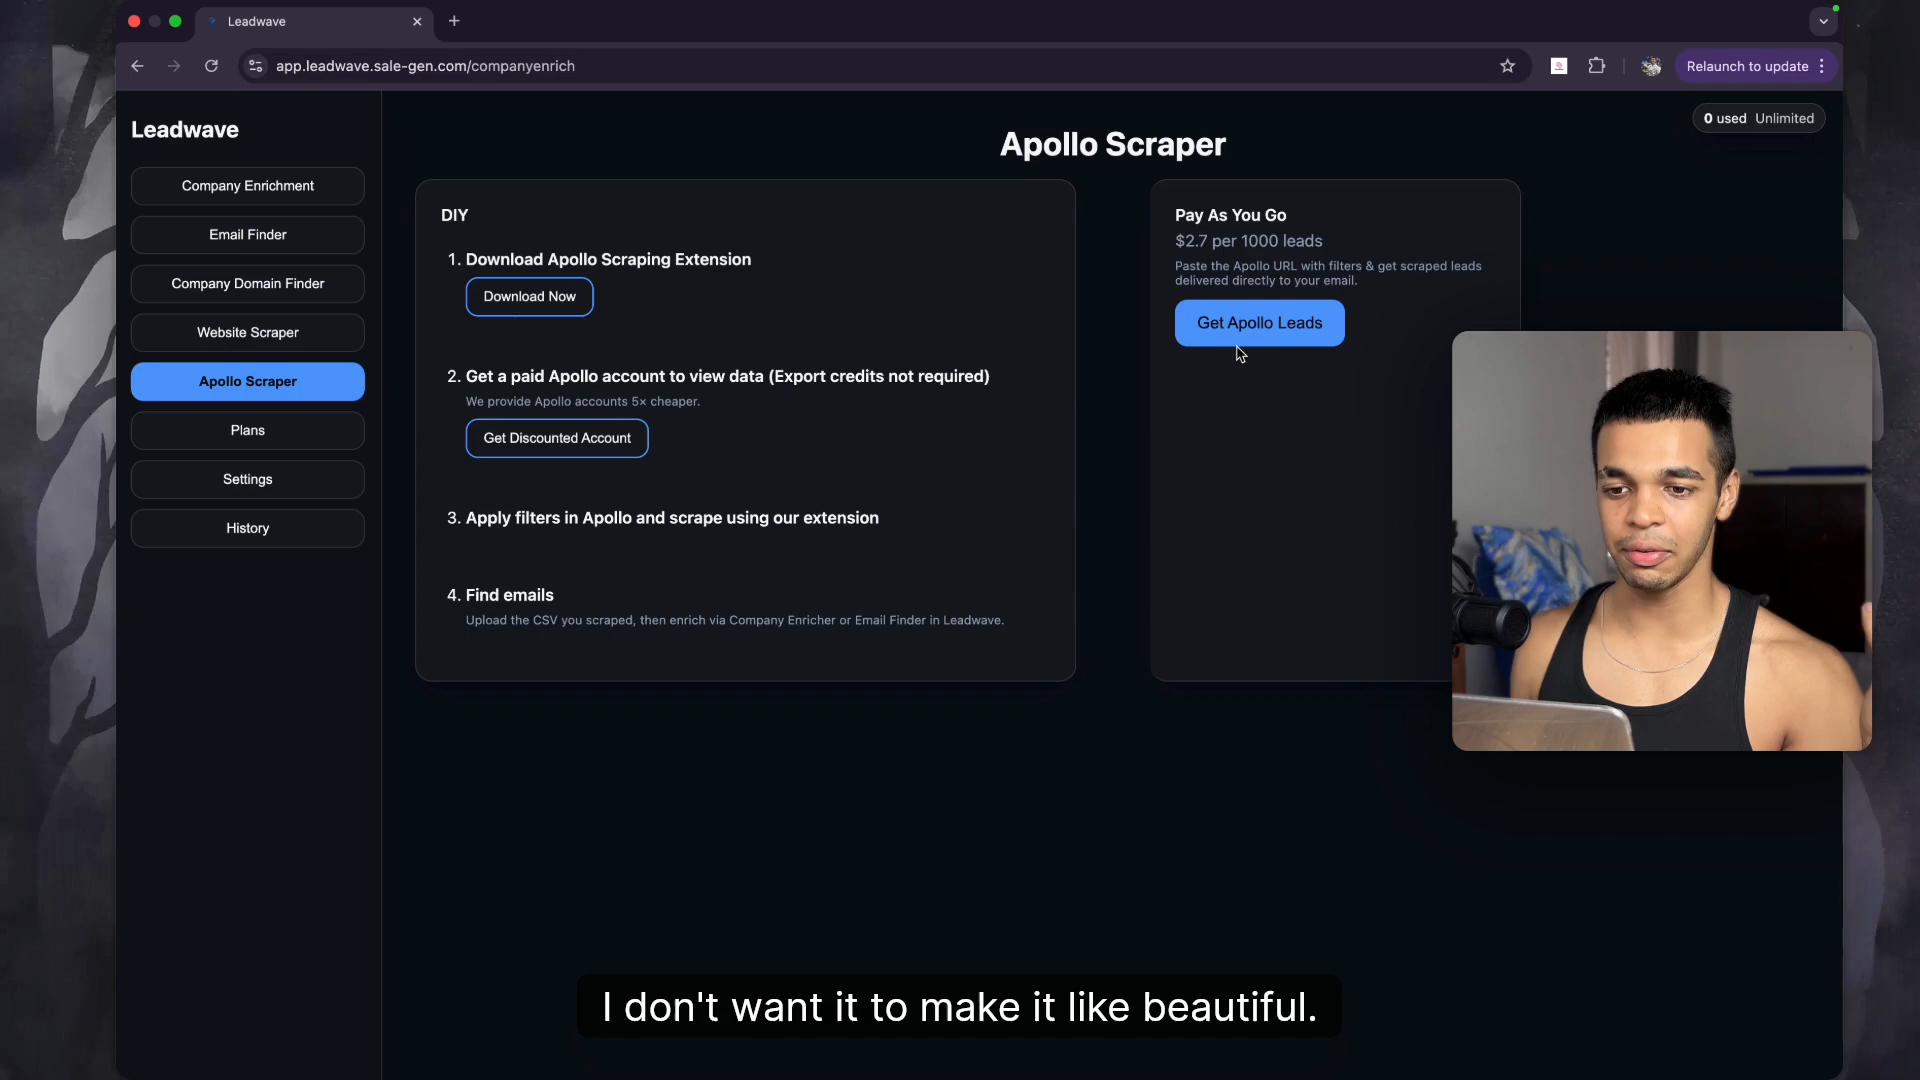 Leadwave
app.leadwave.sale-gen.com/companyenrich
Relaunch to update
Leadwave
Company Enrichment
Email Finder
Company Domain Finder
Website Scraper
Apollo Scraper
Plans
Settings
History
0 used Unlimited
Apollo Scraper
DIY
1. Download Apollo Scraping Extension
Download Now
2. Get a paid Apollo account to view data (Export credits not required)
We provide Apollo accounts 5× cheaper.
Get Discounted Account
3. Apply filters in Apollo and scrape using our extension
4. Find emails
Upload the CSV you scraped, then enrich via Company Enricher or Email Finder in Leadwave.
Pay As You Go
$2.7 per 1000 leads
Paste the Apollo URL with filters & get scraped leads
delivered directly to your email.
Get Apollo Leads
I don't want it to make it like beautiful.